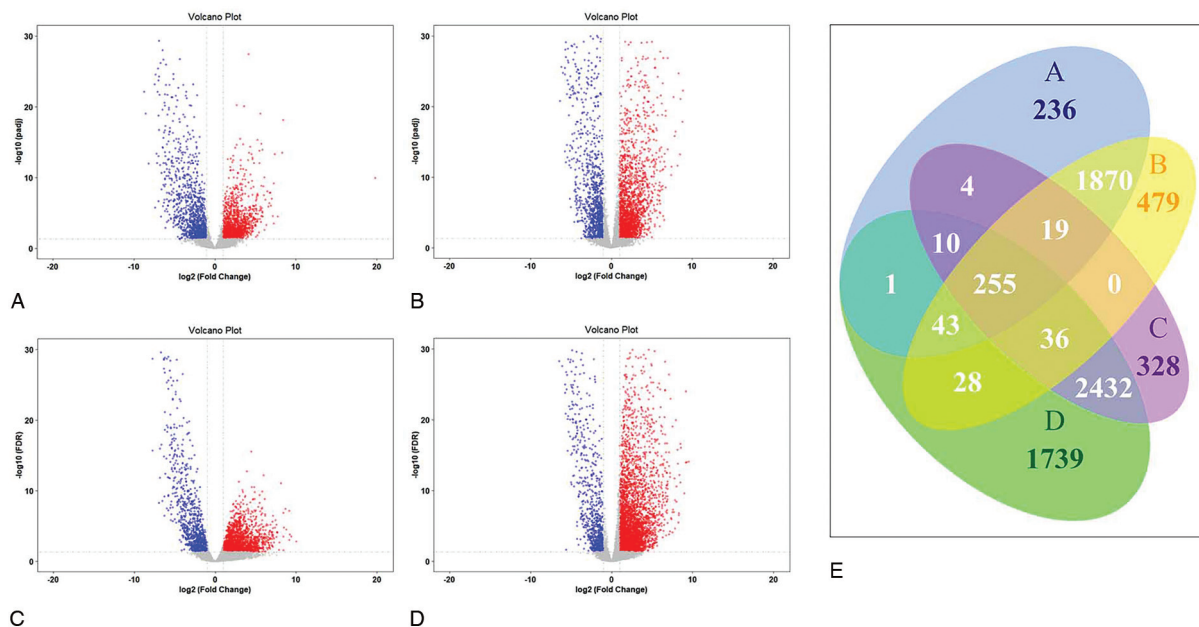 Volcano Plot
30
20
10
0
-20
-10
0
10
20
-log10 (padj)
log2 (Fold Change)
A
Volcano Plot
30
20
10
0
-20
-10
0
10
20
-log10 (padj)
log2 (Fold Change)
B
Volcano Plot
30
20
10
0
-20
-10
0
10
20
-log10 (FDR)
log2 (Fold Change)
C
Volcano Plot
30
20
10
0
-20
-10
0
10
20
-log10 (FDR)
log2 (Fold Change)
D
A
236
B
479
1870
4
19
10
1
255
0
43
36
C
328
28
2432
D
1739
E